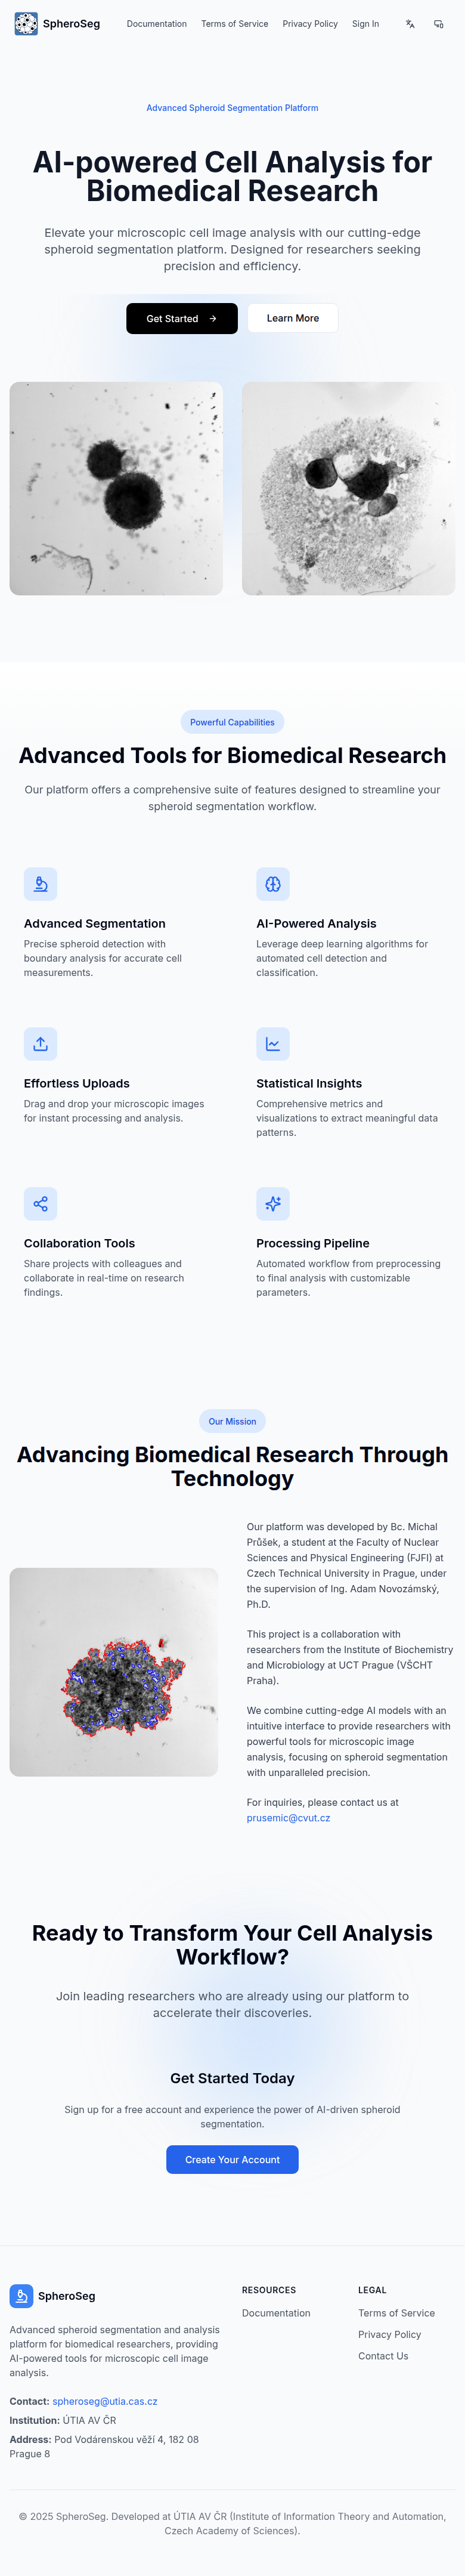 SpheroSeg
Documentation
Terms of Service
Privacy Policy
Sign In
Advanced Spheroid Segmentation Platform
AI-powered Cell Analysis for
Biomedical Research
Elevate your microscopic cell image analysis with our cutting-edge
spheroid segmentation platform. Designed for researchers seeking
precision and efficiency.
Get Started
Learn More
Powerful Capabilities
Advanced Tools for Biomedical Research
Our platform offers a comprehensive suite of features designed to streamline your
spheroid segmentation workflow.
Advanced Segmentation
Precise spheroid detection with
boundary analysis for accurate cell
measurements.
AI-Powered Analysis
Leverage deep learning algorithms for
automated cell detection and
classification.
Effortless Uploads
Drag and drop your microscopic images
for instant processing and analysis.
Statistical Insights
Comprehensive metrics and
visualizations to extract meaningful data
patterns.
Collaboration Tools
Share projects with colleagues and
collaborate in real-time on research
findings.
Processing Pipeline
Automated workflow from preprocessing
to final analysis with customizable
parameters.
Our Mission
Advancing Biomedical Research Through
Technology
Our platform was developed by Bc. Michal
Průšek, a student at the Faculty of Nuclear
Sciences and Physical Engineering (FJFI) at
Czech Technical University in Prague, under
the supervision of Ing. Adam Novozámský,
Ph.D.
This project is a collaboration with
researchers from the Institute of Biochemistry
and Microbiology at UCT Prague (VŠCHT
Praha).
We combine cutting-edge AI models with an
intuitive interface to provide researchers with
powerful tools for microscopic image
analysis, focusing on spheroid segmentation
with unparalleled precision.
For inquiries, please contact us at
prusemic@cvut.cz
Ready to Transform Your Cell Analysis
Workflow?
Join leading researchers who are already using our platform to
accelerate their discoveries.
Get Started Today
Sign up for a free account and experience the power of AI-driven spheroid
segmentation.
Create Your Account
SpheroSeg
Advanced spheroid segmentation and analysis
platform for biomedical researchers, providing
AI-powered tools for microscopic cell image
analysis.
Contact: spheroseg@utia.cas.cz
Institution: ÚTIA AV ČR
Address: Pod Vodárenskou věží 4, 182 08
Prague 8
RESOURCES
Documentation
LEGAL
Terms of Service
Privacy Policy
Contact Us
© 2025 SpheroSeg. Developed at ÚTIA AV ČR (Institute of Information Theory and Automation,
Czech Academy of Sciences).